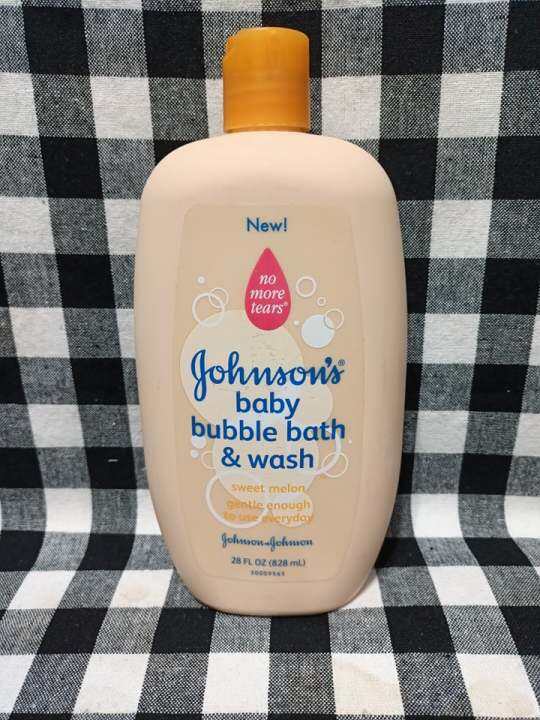 New!
no
more
tears®
Johnson's®
baby
bubble bath
& wash
sweet melon
gentle enough
to use everyday
Johnson & Johnson
28 FL OZ (828 mL)